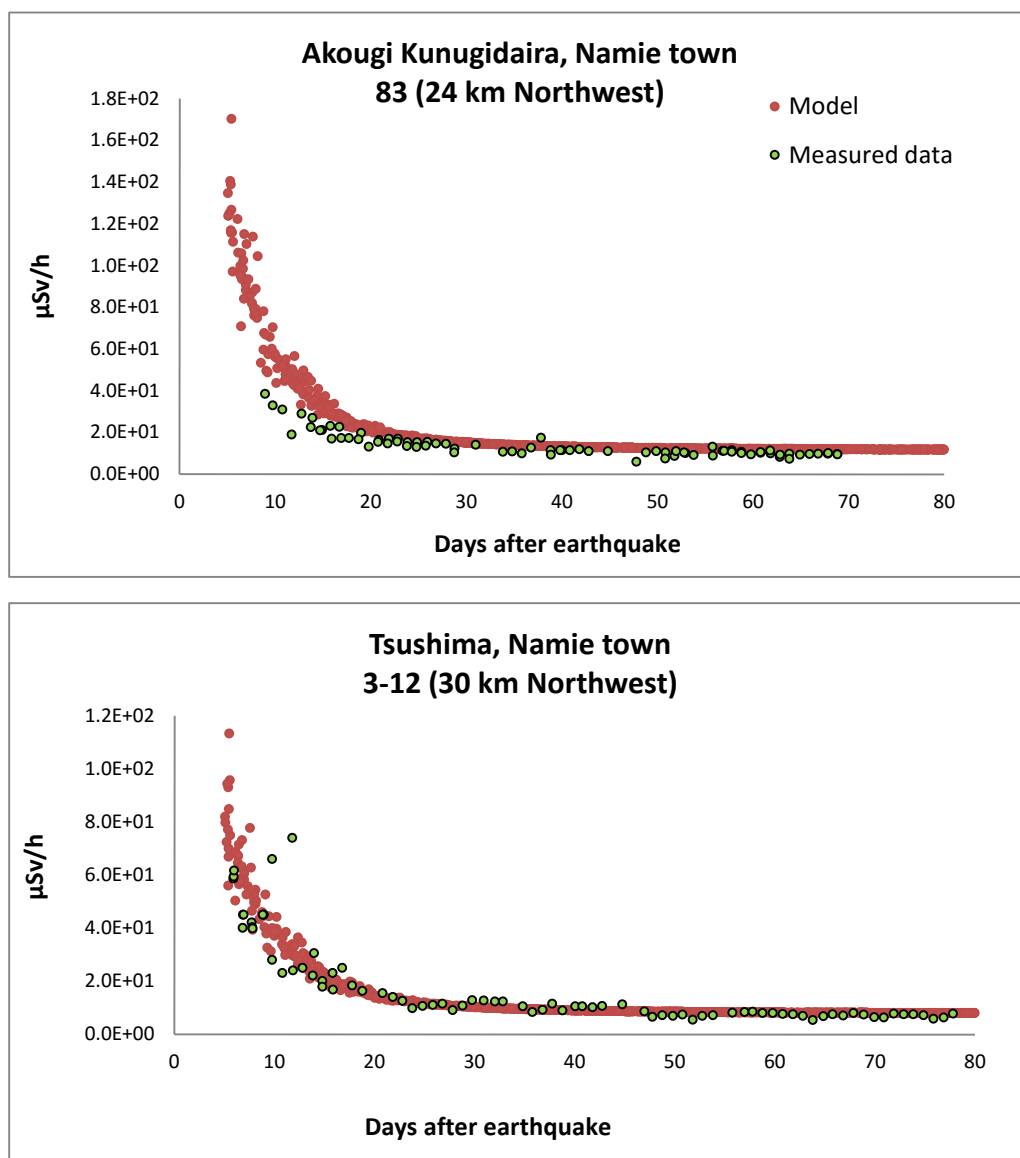 Akougi Kunugidaira, Namie town
83 (24 km Northwest)
1.8E+02
1.6E+02
1.4E+02
1.2E+02
1.0E+02
8.0E+01
6.0E+01
4.0E+01
2.0E+01
0.0E+00
µSv/h
Model
Measured data
0 10 20 30 40 50 60 70 80
Days after earthquake
Tsushima, Namie town
3-12 (30 km Northwest)
1.2E+02
1.0E+02
8.0E+01
6.0E+01
4.0E+01
2.0E+01
0.0E+00
µSv/h
0 10 20 30 40 50 60 70 80
Days after earthquake